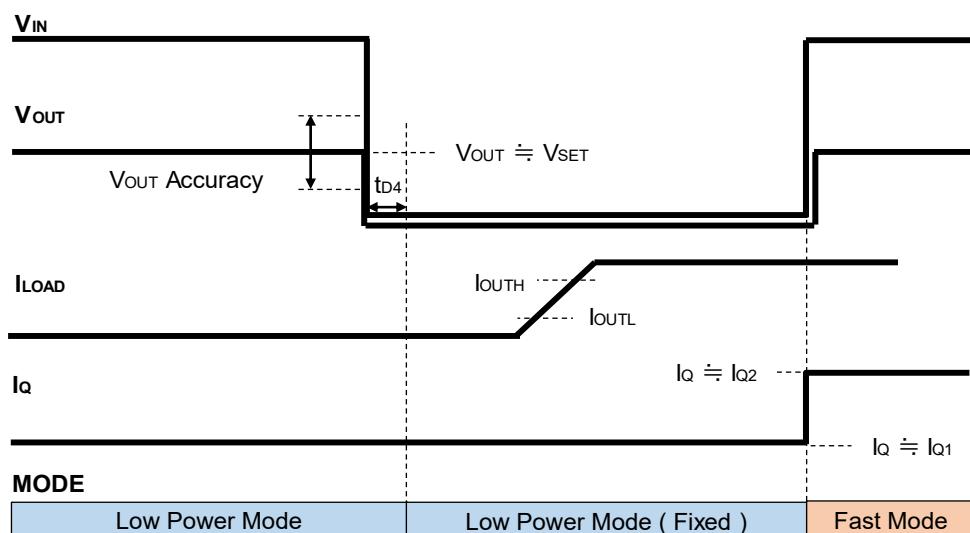 VIN
VOUT
VOUT ≒ VSET
VOUT Accuracy
tD4
ILOAD
IOUTH
IOUTL
IQ
IQ ≒ IQ2
IQ ≒ IQ1
MODE
Low Power Mode
Low Power Mode ( Fixed )
Fast Mode